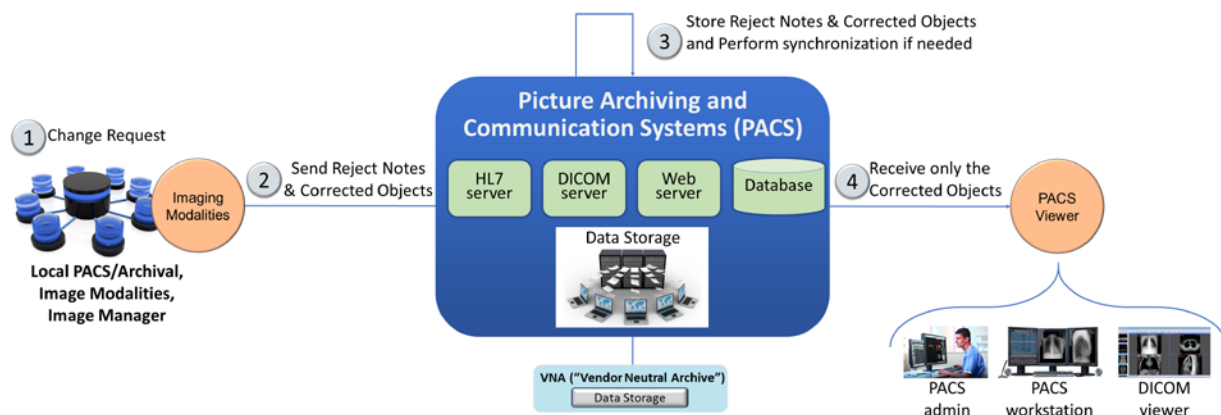 3
Store Reject Notes & Corrected Objects
and Perform synchronization if needed
Picture Archiving and
Communication Systems (PACS)
1
Change Request
2
Send Reject Notes
& Corrected Objects
Imaging
Modalities
HL7
server
DICOM
server
Web
server
Database
4
Receive only the
Corrected Objects
PACS
Viewer
Data Storage
Local PACS/Archival,
Image Modalities,
Image Manager
VNA ("Vendor Neutral Archive")
Data Storage
PACS
admin
PACS
workstation
DICOM
viewer